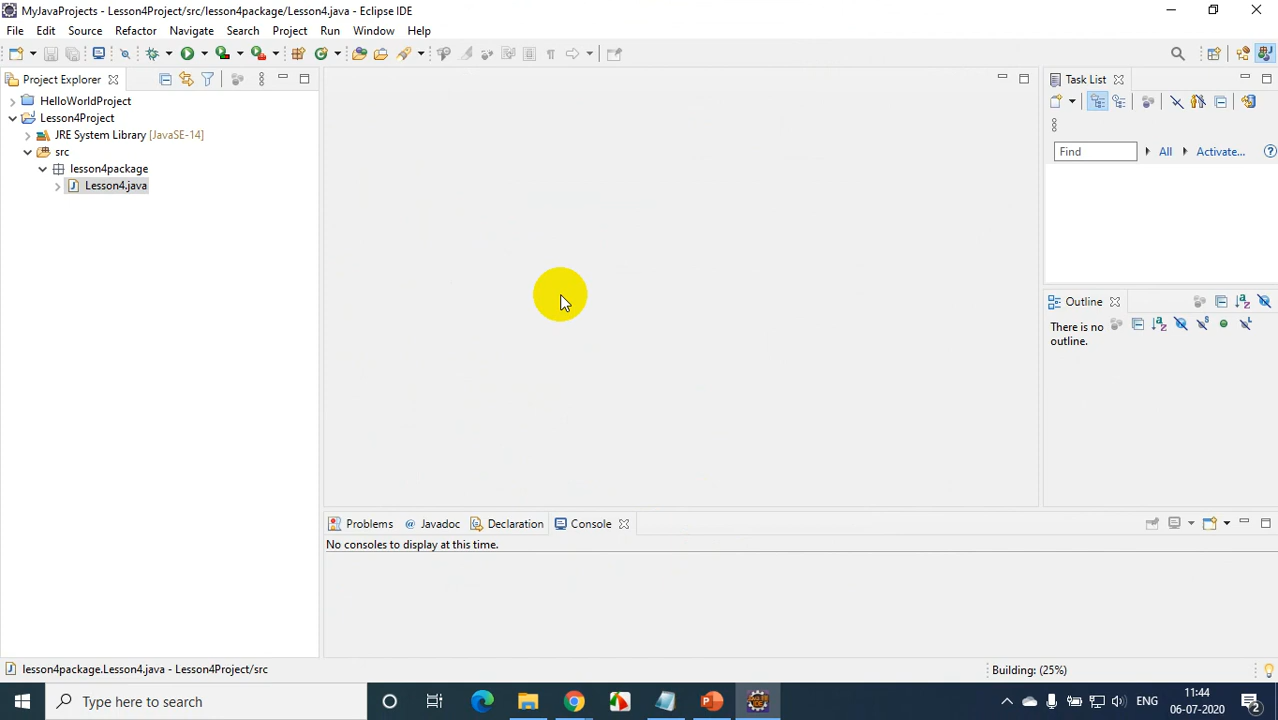 MyJavaProjects - Lesson4Project/src/lesson4package/Lesson4.java - Eclipse IDE
File Edit Source Refactor Navigate Search Project Run Window Help
Project Explorer
Task List
HelloWorldProject
Lesson4Project
JRE System Library [JavaSE-14]
src
lesson4package
Lesson4.java
Find
All
Activate...
Outline
There is no outline.
Problems
Javadoc
Declaration
Console
No consoles to display at this time.
lesson4package.Lesson4.java - Lesson4Project/src
Building: (25%)
Type here to search
ENG
11:44
06-07-2020
2